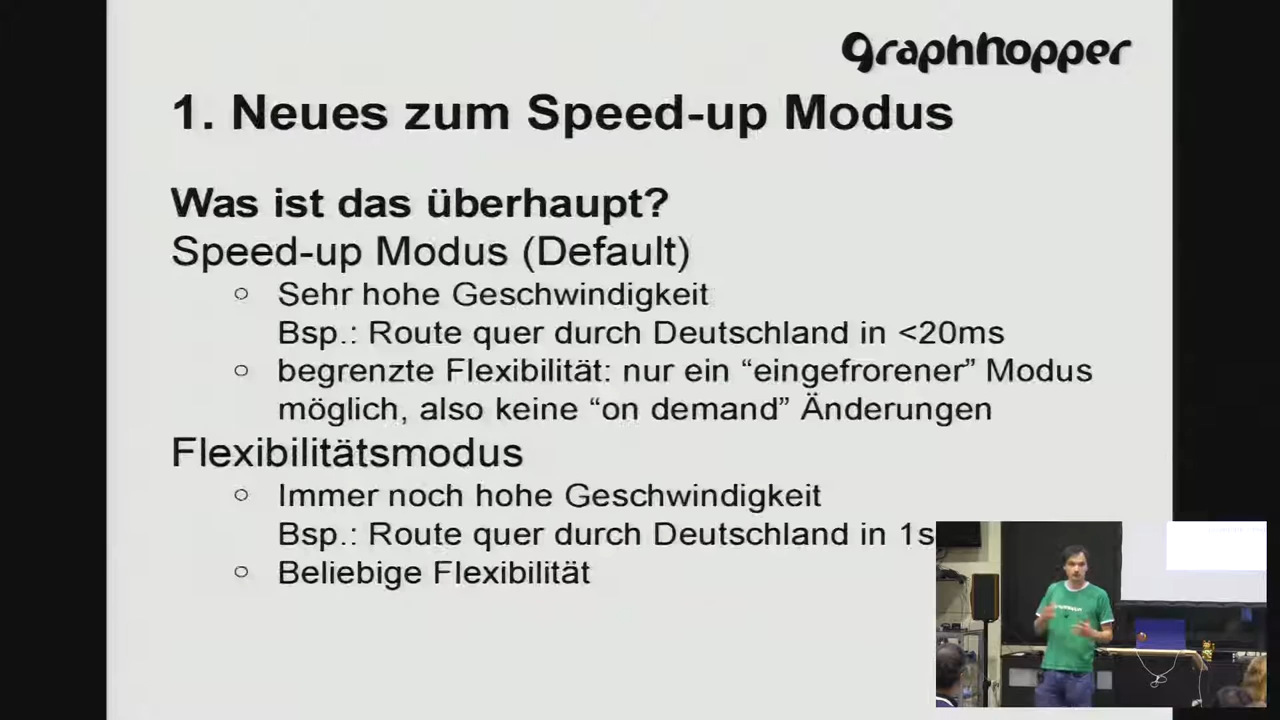 graphhopper
1. Neues zum Speed-up Modus
Was ist das überhaupt?
Speed-up Modus (Default)
○ Sehr hohe Geschwindigkeit
Bsp.: Route quer durch Deutschland in <20ms
○ begrenzte Flexibilität: nur ein “eingefrorener” Modus
möglich, also keine “on demand” Änderungen
Flexibilitätsmodus
○ Immer noch hohe Geschwindigkeit
Bsp.: Route quer durch Deutschland in 1s
○ Beliebige Flexibilität